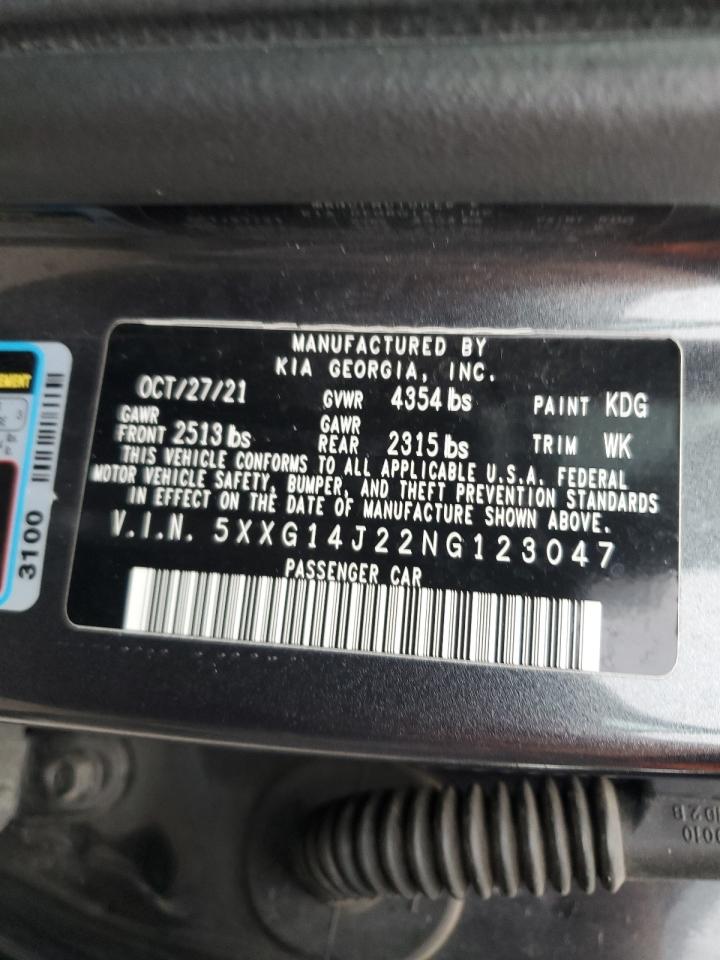 MANUFACTURED BY
KIA GEORGIA, INC.
OCT/27/21 GVWR 4354 lbs PAINT KDG
GAWR FRONT 2513 lbs GAWR REAR 2315 lbs TRIM WK
THIS VEHICLE CONFORMS TO ALL APPLICABLE U.S.A. FEDERAL
MOTOR VEHICLE SAFETY, BUMPER, AND THEFT PREVENTION STANDARDS
IN EFFECT ON THE DATE OF MANUFACTURE SHOWN ABOVE.
V.I.N. 5XXG14J22NG123047
PASSENGER CAR
3100